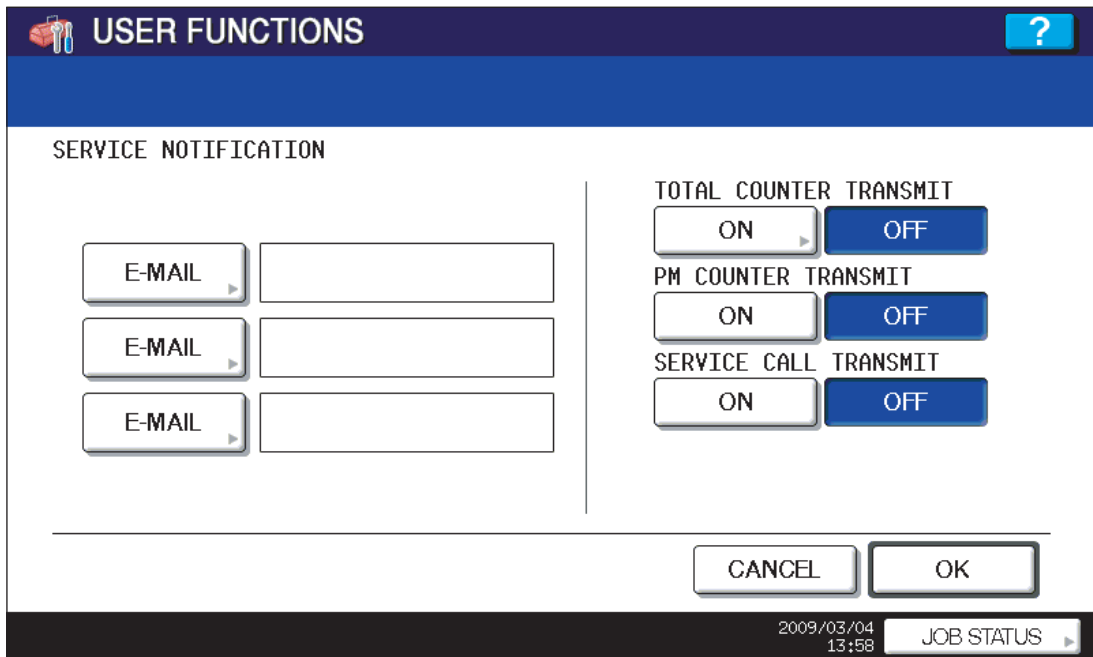 USER FUNCTIONS
?
SERVICE NOTIFICATION
E-MAIL
E-MAIL
E-MAIL
TOTAL COUNTER TRANSMIT
ON OFF
PM COUNTER TRANSMIT
ON OFF
SERVICE CALL TRANSMIT
ON OFF
CANCEL OK
2009/03/04
13:58
JOB STATUS